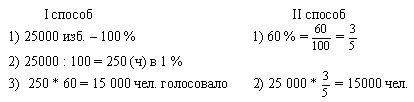 I способ II способ
1) 25000 изб. – 100 % 1) 60 % = 60/100 = 3/5
2) 25000 : 100 = 250 (ч) в 1 %
3) 250 * 60 = 15 000 чел. голосовало 2) 25 000 * 3/5 = 15000 чел.